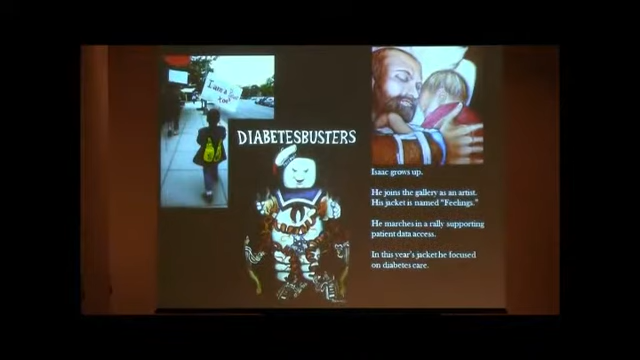 I am a
DIABETESBUSTERS
Isaac grows up.
He joins the gallery as an artist.
His jacket is named "Feelings."
He marches in a rally supporting
patient data access.
In this year's jacket he focused
on diabetes care.